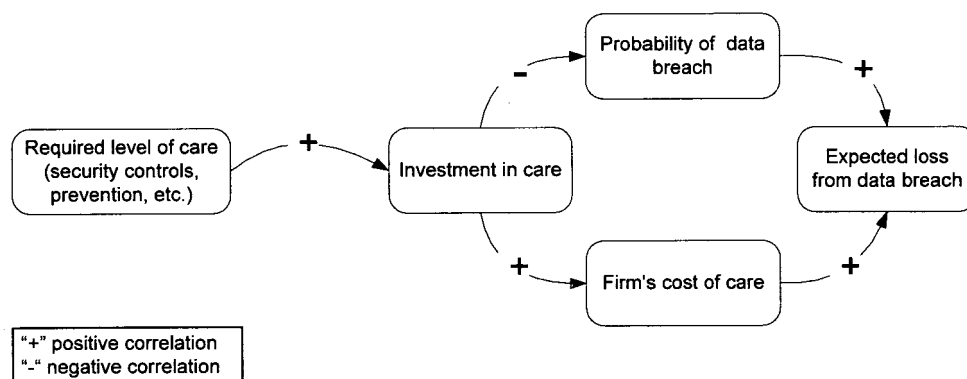 Required level of care
(security controls,
prevention, etc.)
+
Investment in care
-
Probability of data
breach
+
Expected loss
from data breach
+
Firm's cost of care
+
"+" positive correlation
"-" negative correlation